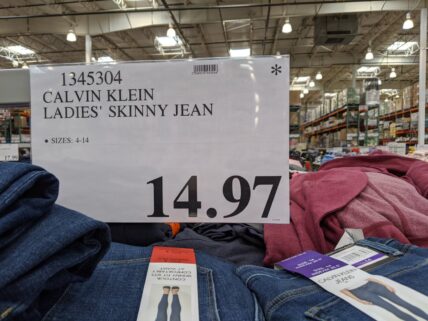 1345304
*
CALVIN KLEIN
LADIES' SKINNY JEAN
• SIZES: 4-14
14.97